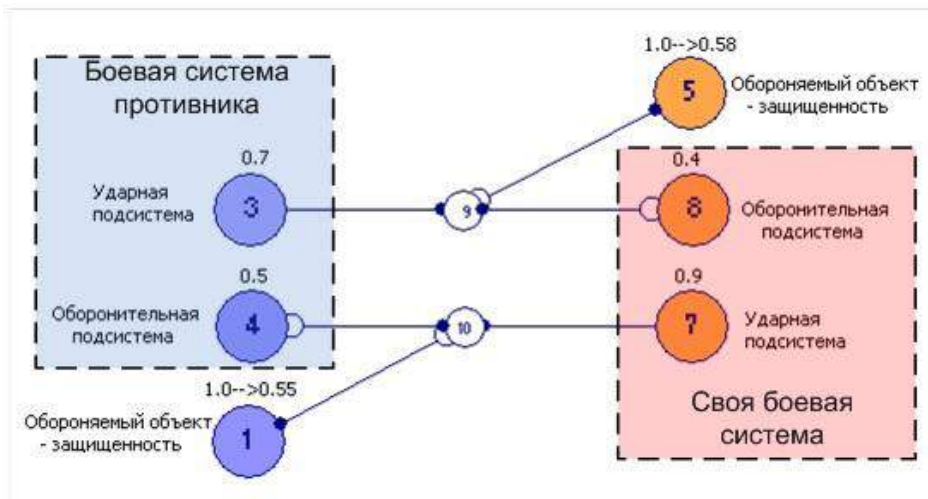 1.0-->0.58
Боевая система
противника
5
Обороняемый объект
- защищенность
0.7
0.4
Ударная
подсистема
3
9
8
Оборонительная
подсистема
0.5
0.9
Оборонительная
подсистема
4
10
7
Ударная
подсистема
1.0-->0.55
Обороняемый объект
- защищенность
1
Своя боевая
система